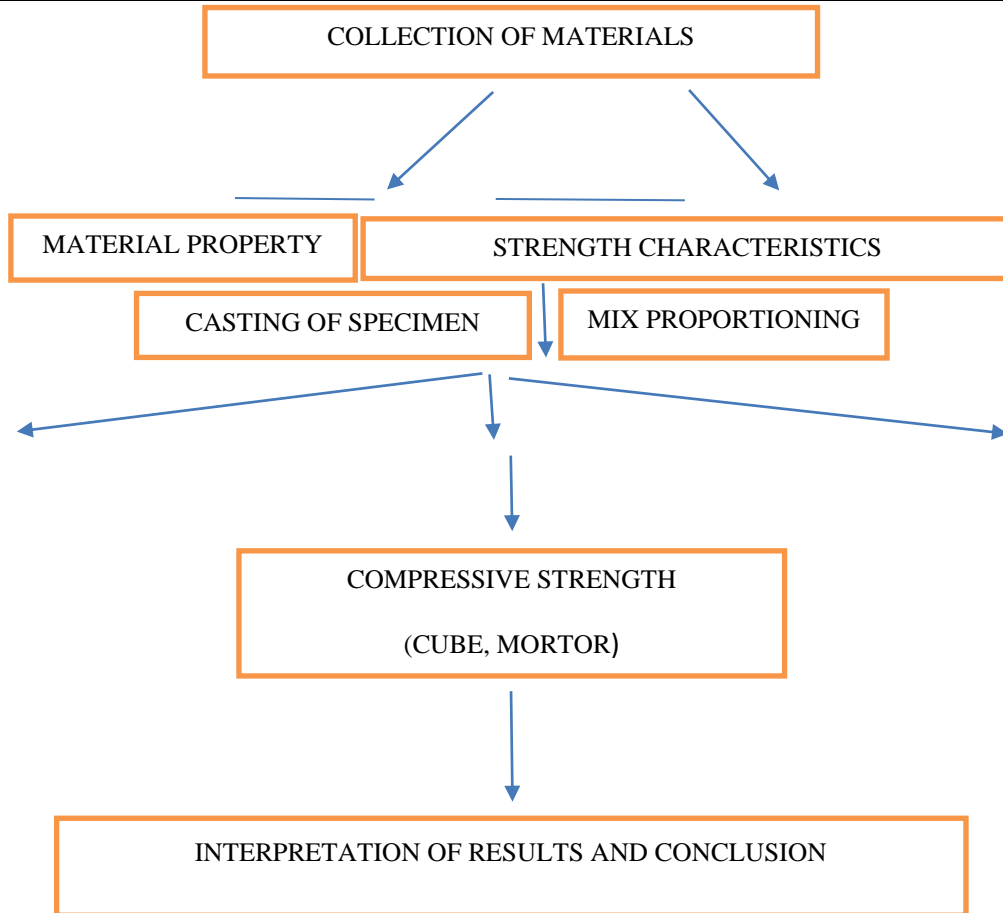 COLLECTION OF MATERIALS
MATERIAL PROPERTY
STRENGTH CHARACTERISTICS
CASTING OF SPECIMEN
MIX PROPORTIONING
COMPRESSIVE STRENGTH
(CUBE, MORTOR)
INTERPRETATION OF RESULTS AND CONCLUSION